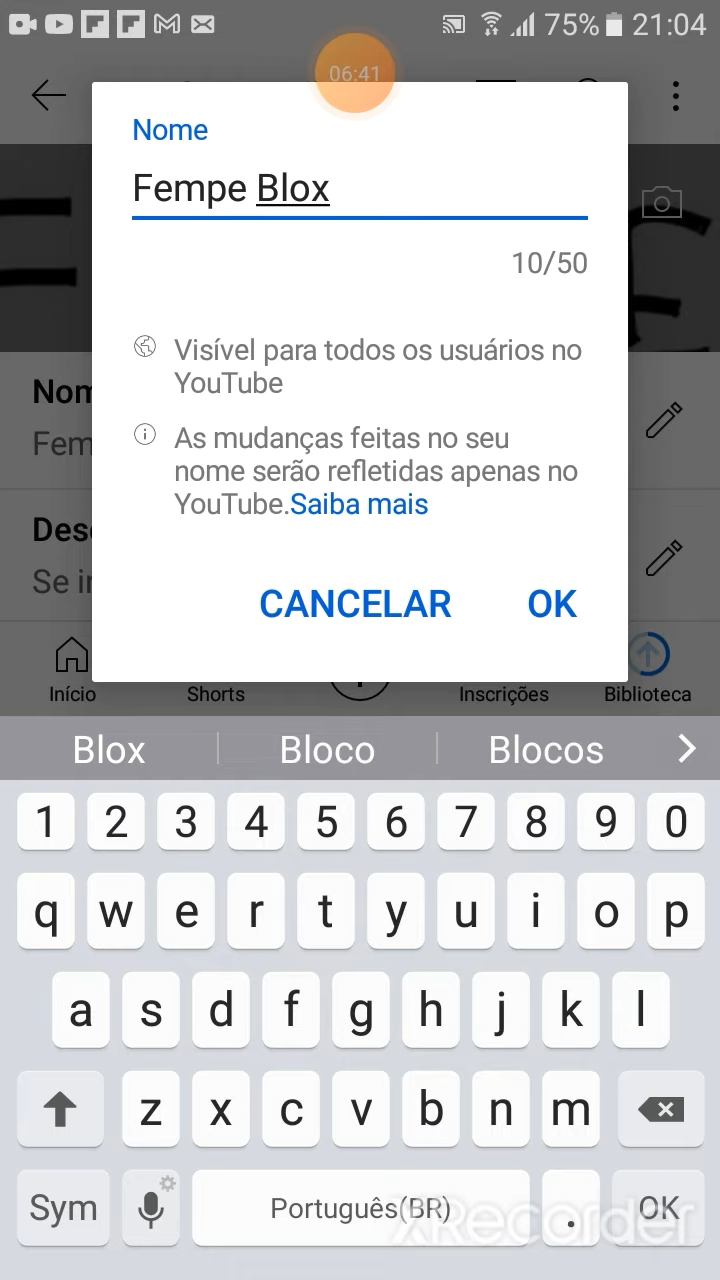 75% 21:04
06:41
Nome
Fempe Blox
10/50
Visível para todos os usuários no
YouTube
As mudanças feitas no seu
nome serão refletidas apenas no
YouTube.Saiba mais
Nom
Fem
Des
Se in
CANCELAR OK
Início Shorts Inscrições Biblioteca
Blox Bloco Blocos
1 2 3 4 5 6 7 8 9 0
q w e r t y u i o p
a s d f g h j k l
z x c v b n m
Sym Português(BR) . OK
XRecorder